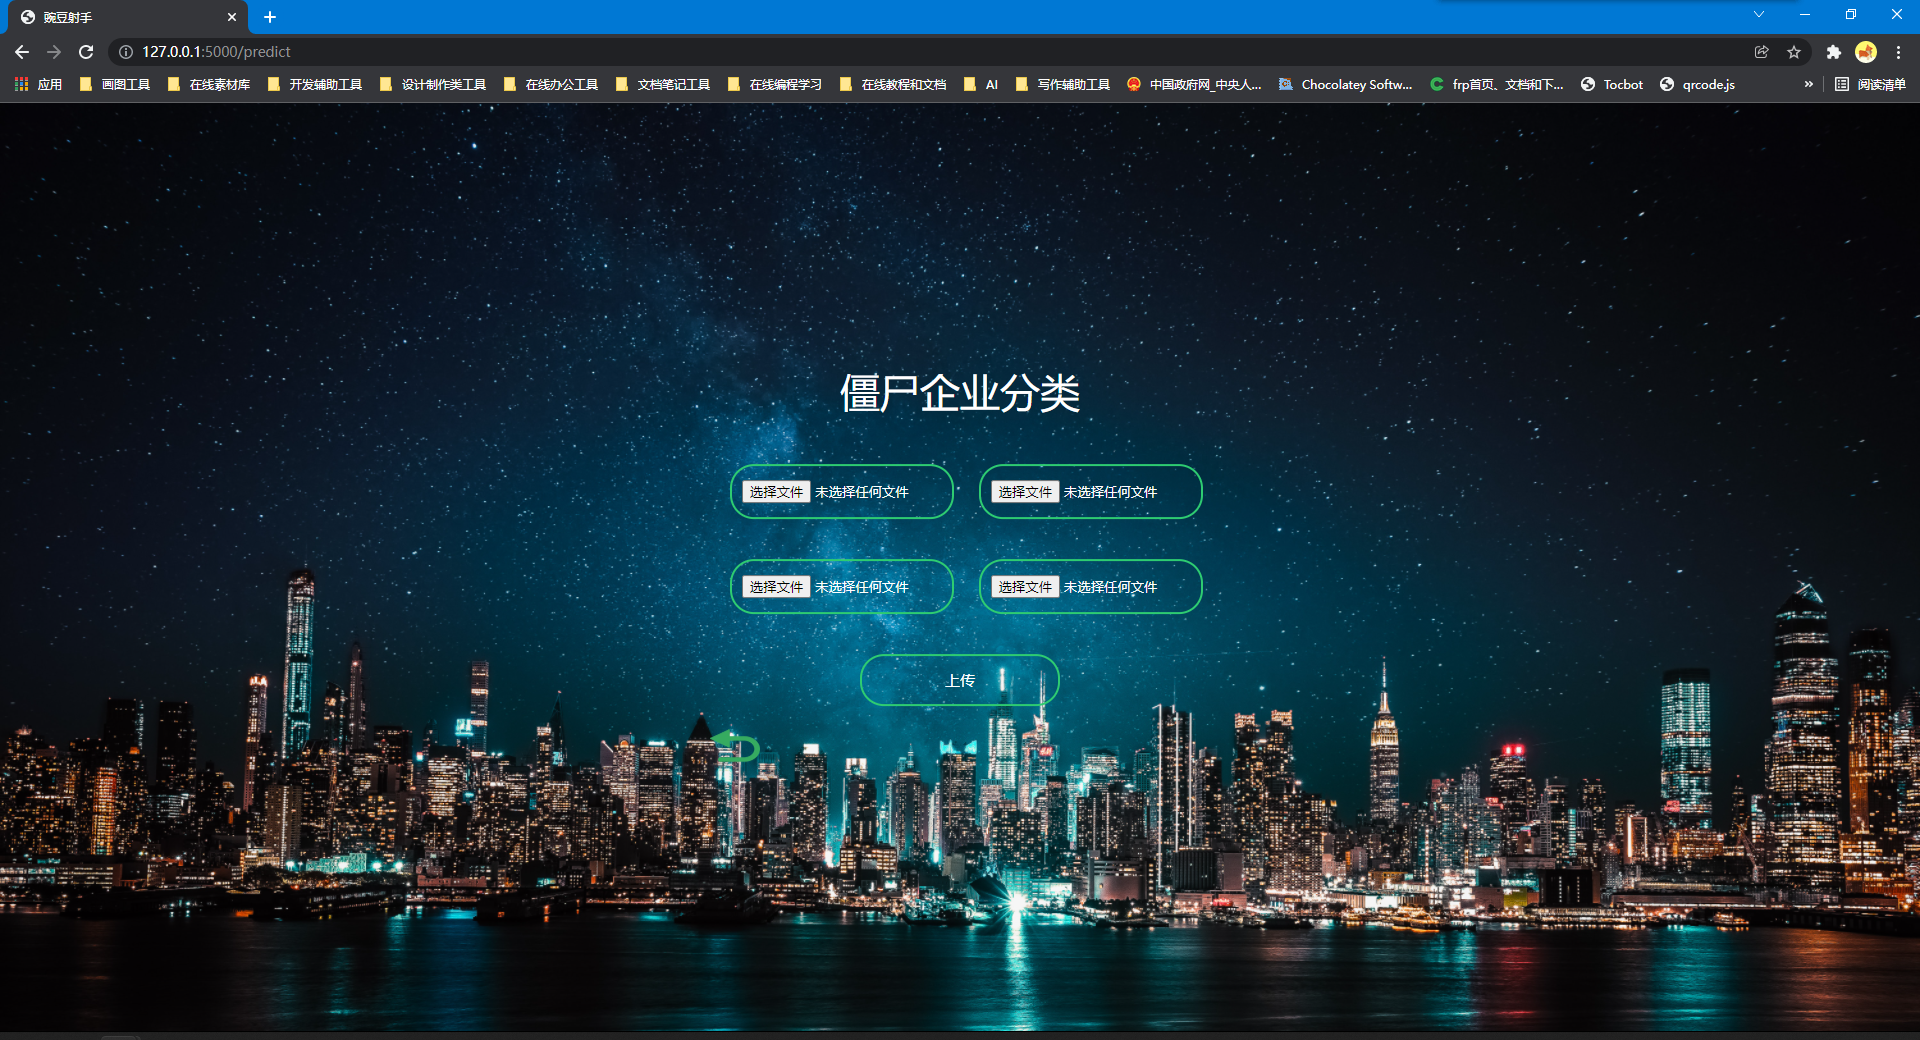 豌豆射手
127.0.0.1:5000/predict
应用 画图工具 在线素材库 开发辅助工具 设计制作类工具 在线办公工具 文档笔记工具 在线编程学习 在线教程和文档 AI 写作辅助工具 中国政府网_中央人... Chocolatey Softw... frp首页、文档和下... Tocbot qrcode.js » 阅读清单
僵尸企业分类
选择文件 未选择任何文件 选择文件 未选择任何文件
选择文件 未选择任何文件 选择文件 未选择任何文件
上传